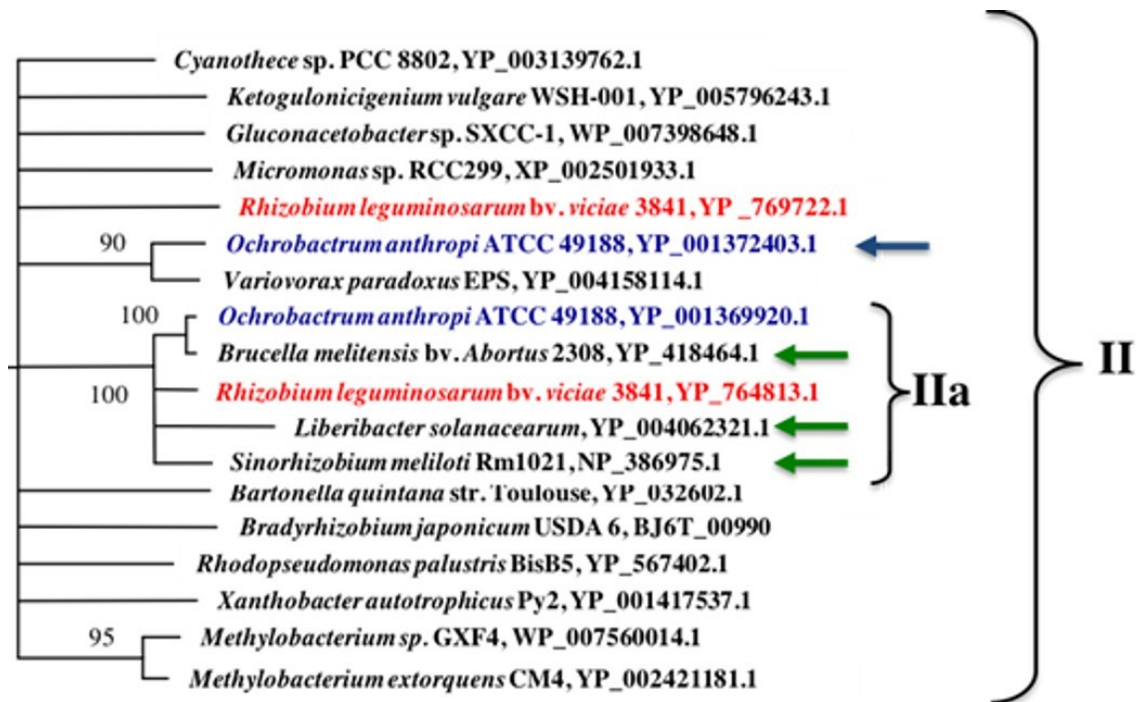 Cyanothece sp. PCC 8802, YP_003139762.1
Ketogulonicigenium vulgare WSH-001, YP_005796243.1
Gluconacetobacter sp. SXCC-1, WP_007398648.1
Micromonas sp. RCC299, XP_002501933.1
Rhizobium leguminosarum bv. viciae 3841, YP _769722.1
90
Ochrobactrum anthropi ATCC 49188, YP_001372403.1
Variovorax paradoxus EPS, YP_004158114.1
100
Ochrobactrum anthropi ATCC 49188, YP_001369920.1
Brucella melitensis bv. Abortus 2308, YP_418464.1
II
100
Rhizobium leguminosarum bv. viciae 3841, YP_764813.1
IIa
Liberibacter solanacearum, YP_004062321.1
Sinorhizobium meliloti Rm1021, NP_386975.1
Bartonella quintana str. Toulouse, YP_032602.1
Bradyrhizobium japonicum USDA 6, BJ6T_00990
Rhodopseudomonas palustris BisB5, YP_567402.1
Xanthobacter autotrophicus Py2, YP_001417537.1
95
Methylobacterium sp. GXF4, WP_007560014.1
Methylobacterium extorquens CM4, YP_002421181.1